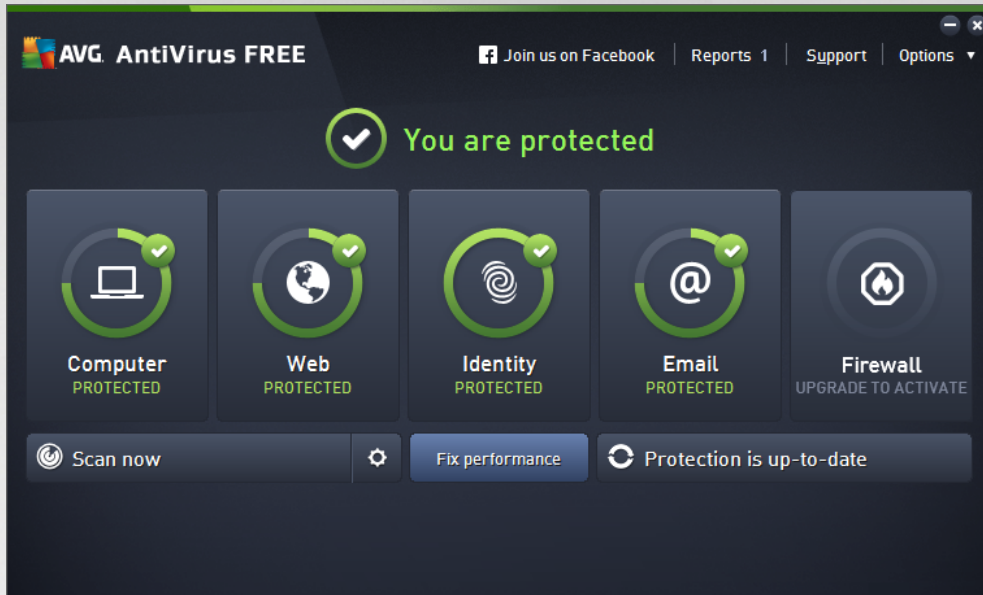 AVG. AntiVirus FREE
Join us on Facebook
Reports 1
Support
Options
You are protected
Computer
PROTECTED
Web
PROTECTED
Identity
PROTECTED
@
Email
PROTECTED
Firewall
UPGRADE TO ACTIVATE
Scan now
Fix performance
Protection is up-to-date